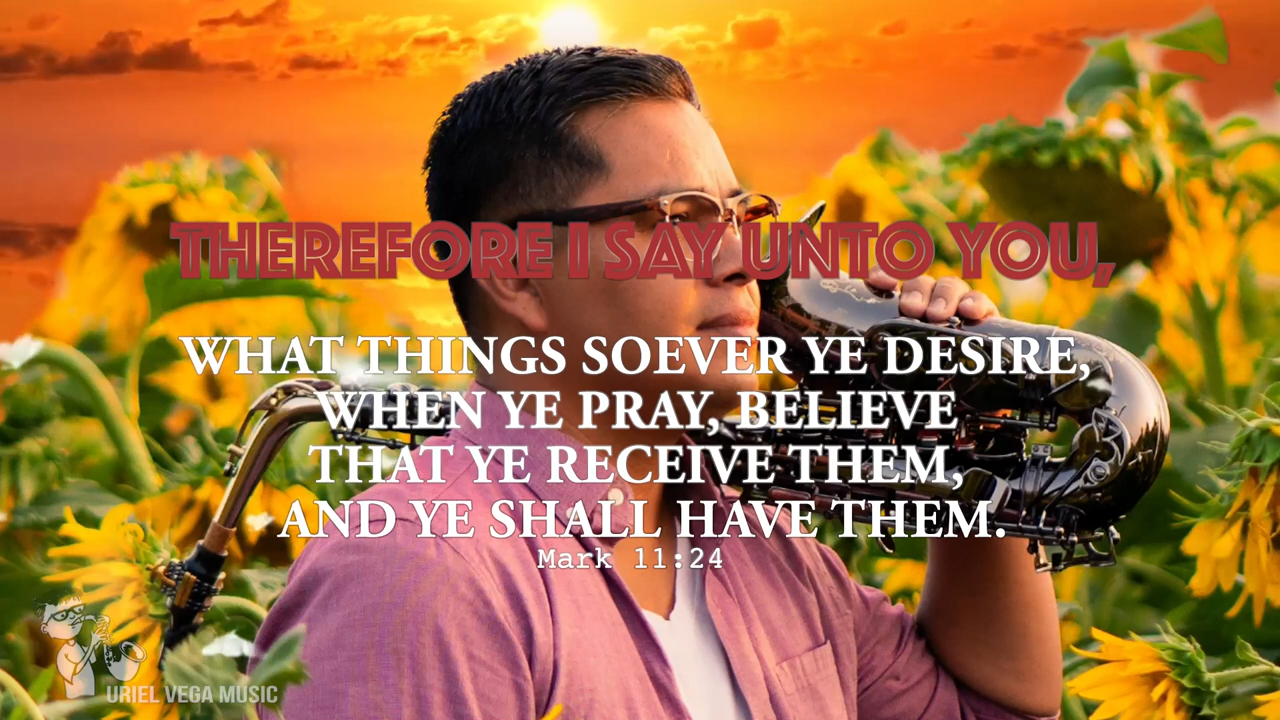 THEREFORE I SAY UNTO YOU,
WHAT THINGS SOEVER YE DESIRE,
WHEN YE PRAY, BELIEVE
THAT YE RECEIVE THEM,
AND YE SHALL HAVE THEM.
Mark 11:24
URIEL VEGA MUSIC